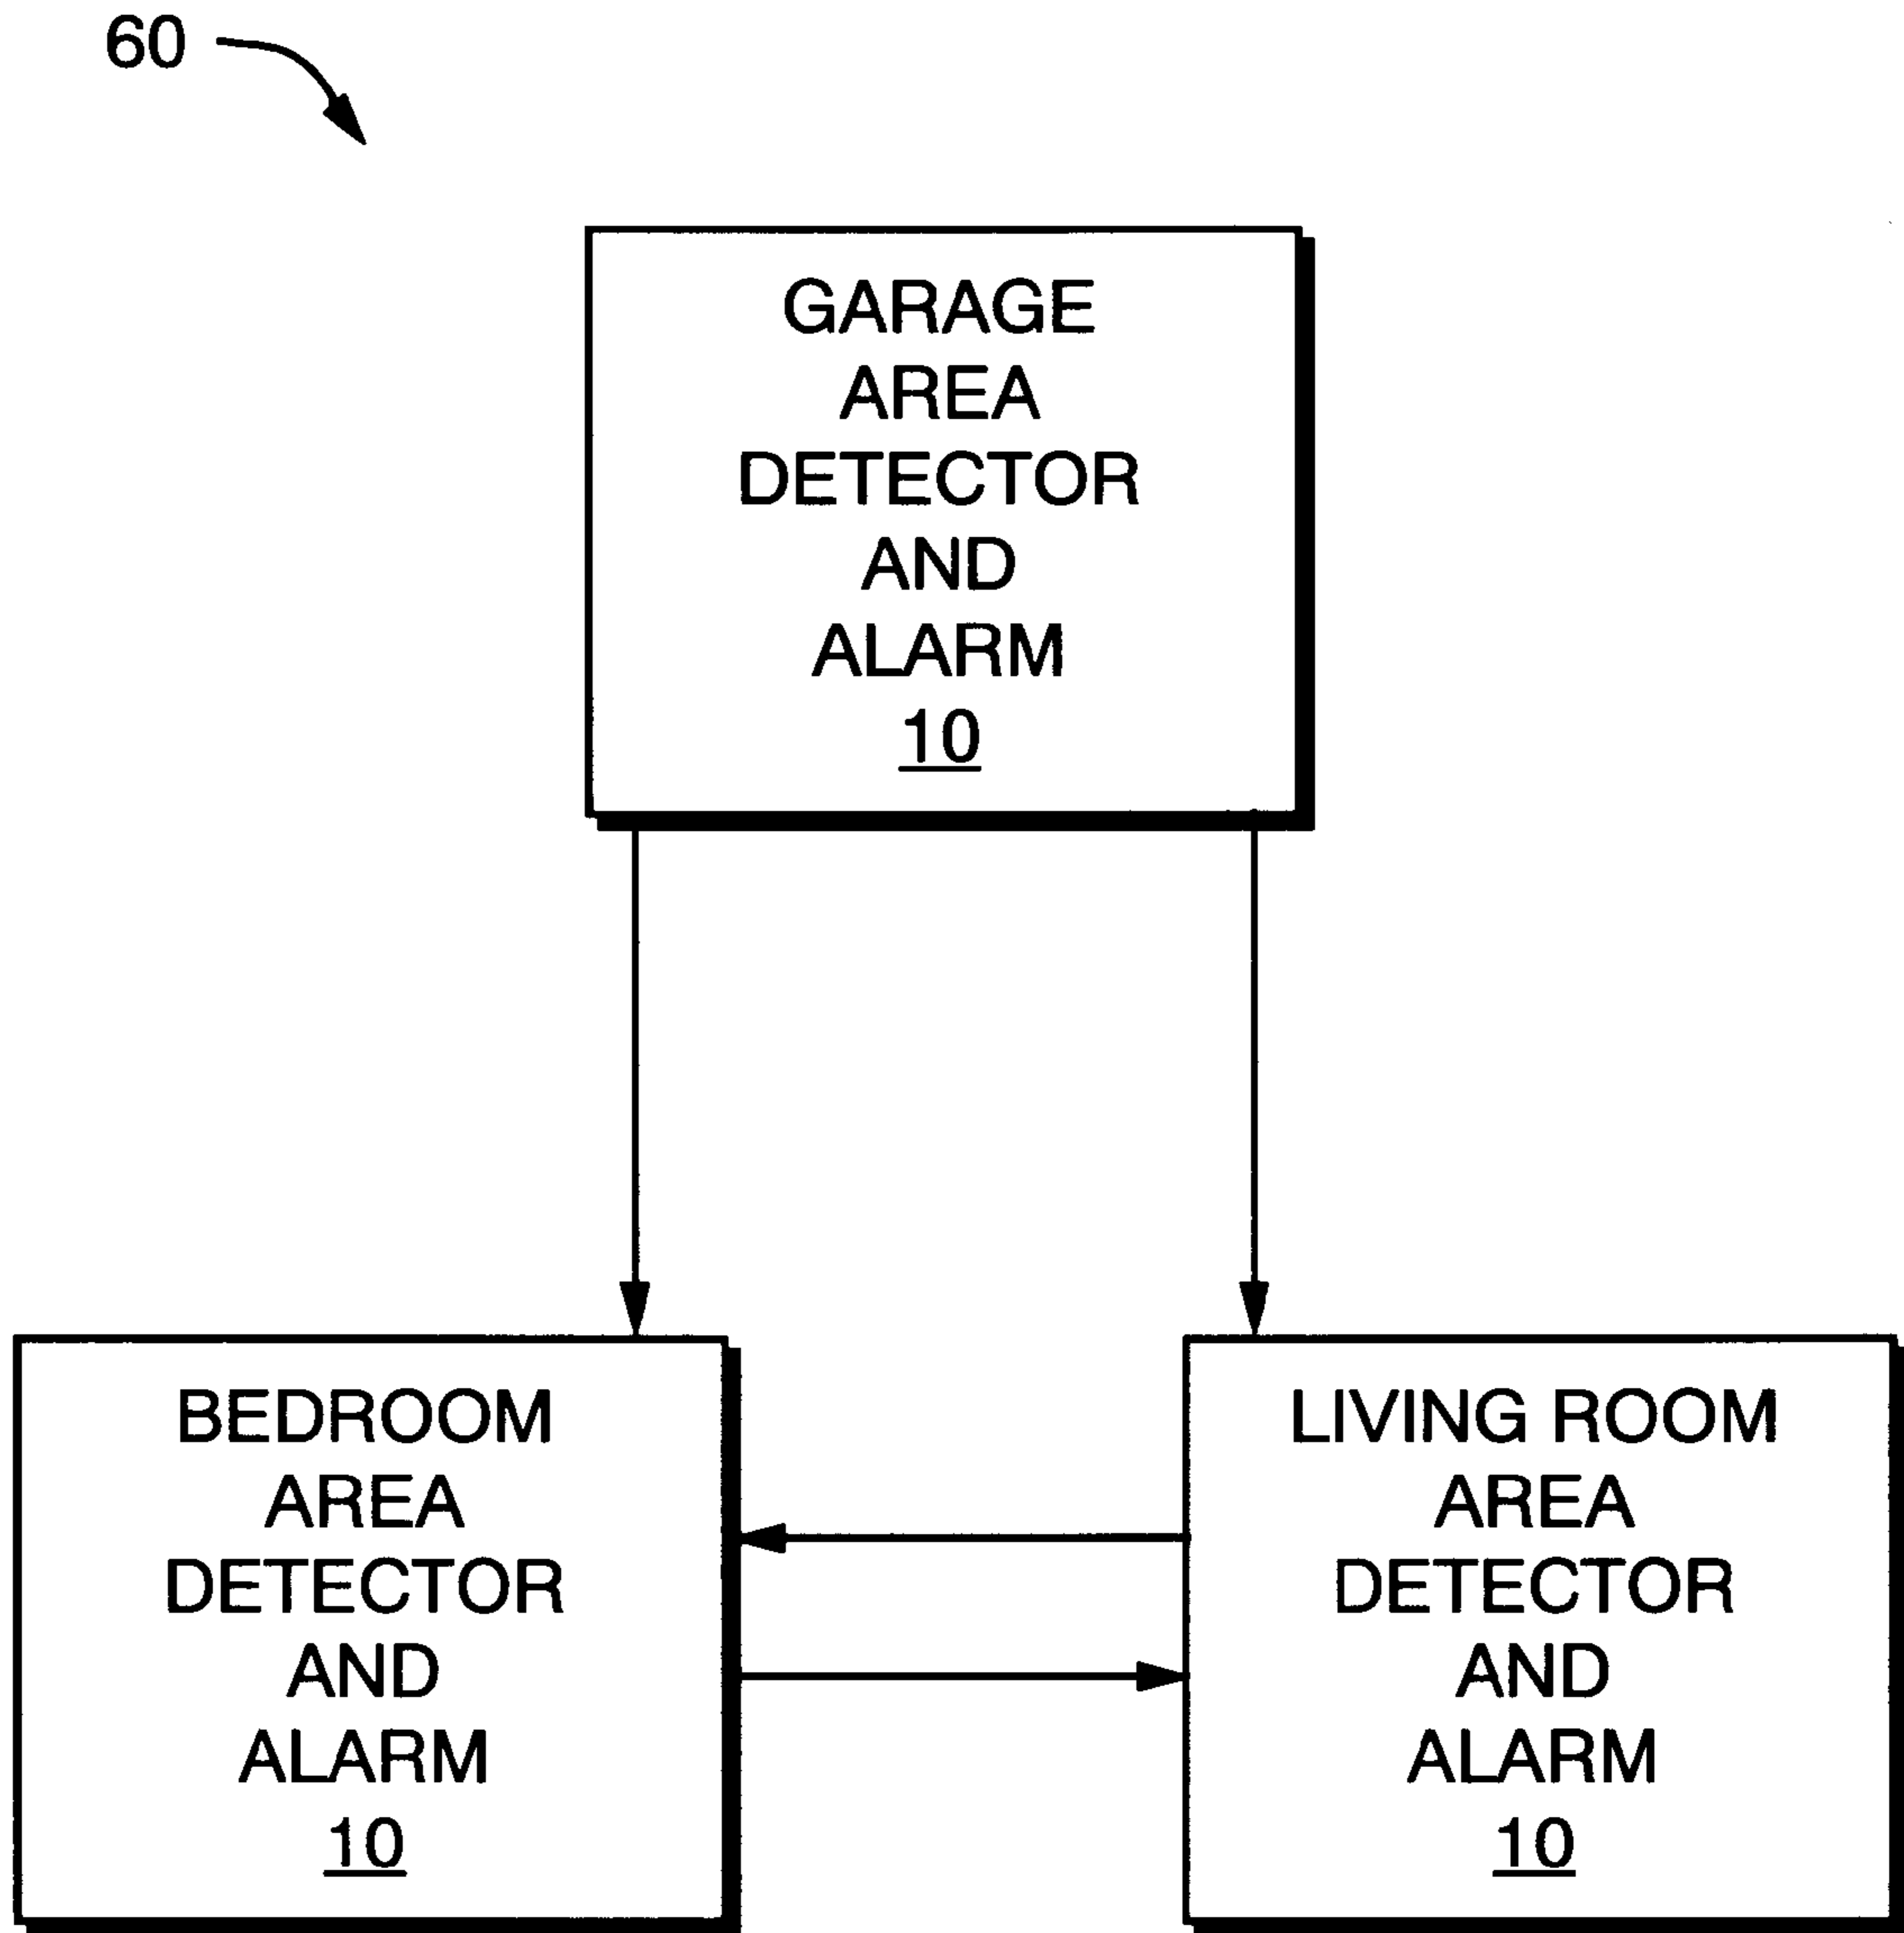 60
GARAGE
AREA
DETECTOR
AND
ALARM
10
BEDROOM
AREA
DETECTOR
AND
ALARM
10
LIVING ROOM
AREA
DETECTOR
AND
ALARM
10